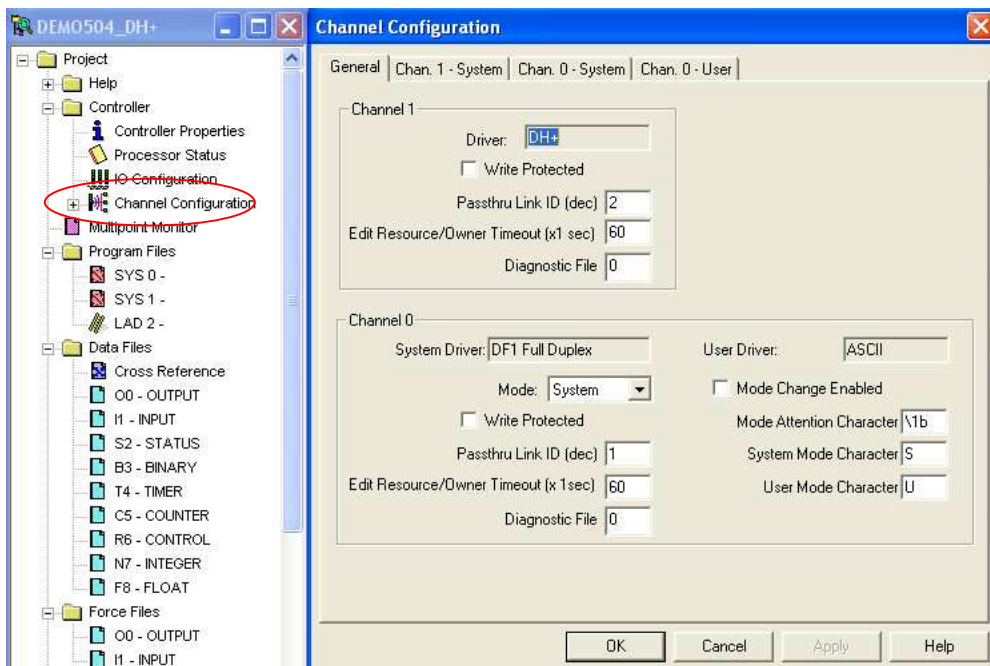 DEMO504_DH+
Project
Help
Controller
Controller Properties
Processor Status
IO Configuration
Channel Configuration
Multipoint Monitor
Program Files
SYS 0 -
SYS 1 -
LAD 2 -
Data Files
Cross Reference
O0 - OUTPUT
I1 - INPUT
S2 - STATUS
B3 - BINARY
T4 - TIMER
C5 - COUNTER
R6 - CONTROL
N7 - INTEGER
F8 - FLOAT
Force Files
O0 - OUTPUT
I1 - INPUT
Channel Configuration
General Chan. 1 - System Chan. 0 - System Chan. 0 - User
Channel 1
Driver: DH+
Write Protected
Passthru Link ID (dec) 2
Edit Resource/Owner Timeout (x1 sec) 60
Diagnostic File 0
Channel 0
System Driver: DF1 Full Duplex User Driver: ASCII
Mode: System Mode Change Enabled
Write Protected Mode Attention Character \1b
Passthru Link ID (dec) 1 System Mode Character S
Edit Resource/Owner Timeout (x 1sec) 60 User Mode Character U
Diagnostic File 0
OK Cancel Apply Help